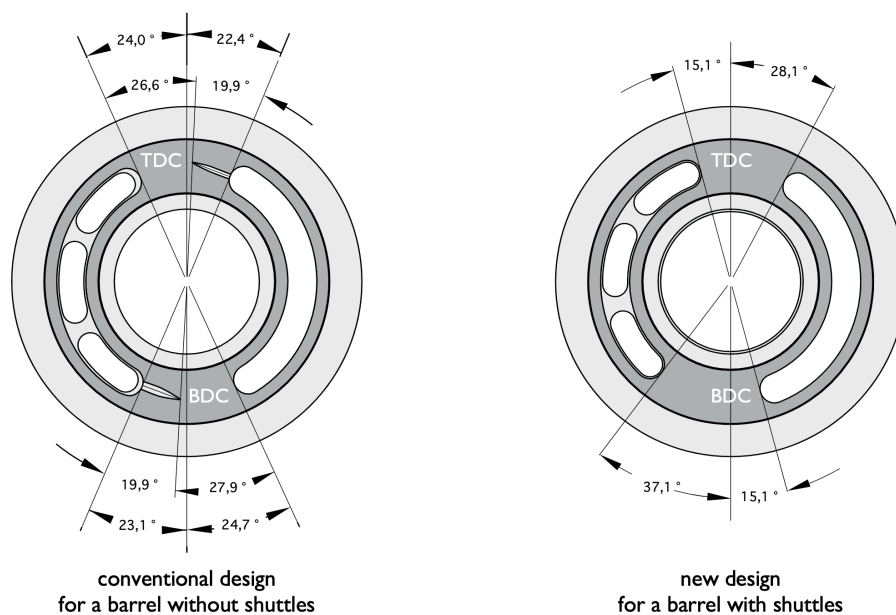 24,0 °
22,4 °
26,6 °
19,9 °
TDC
BDC
19,9 °
27,9 °
23,1 °
24,7 °
conventional design
for a barrel without shuttles
15,1 °
28,1 °
TDC
BDC
37,1 °
15,1 °
new design
for a barrel with shuttles